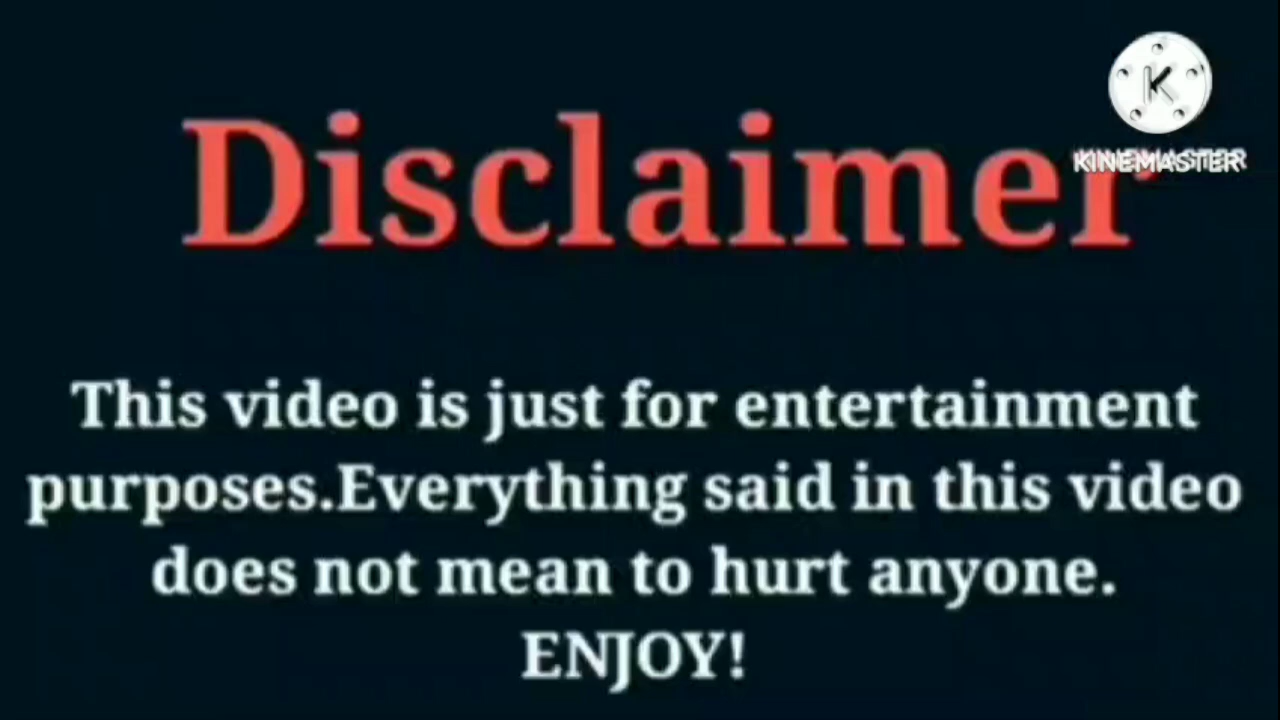 K
KINEMASTER
Disclaimer
This video is just for entertainment
purposes.Everything said in this video
does not mean to hurt anyone.
ENJOY!